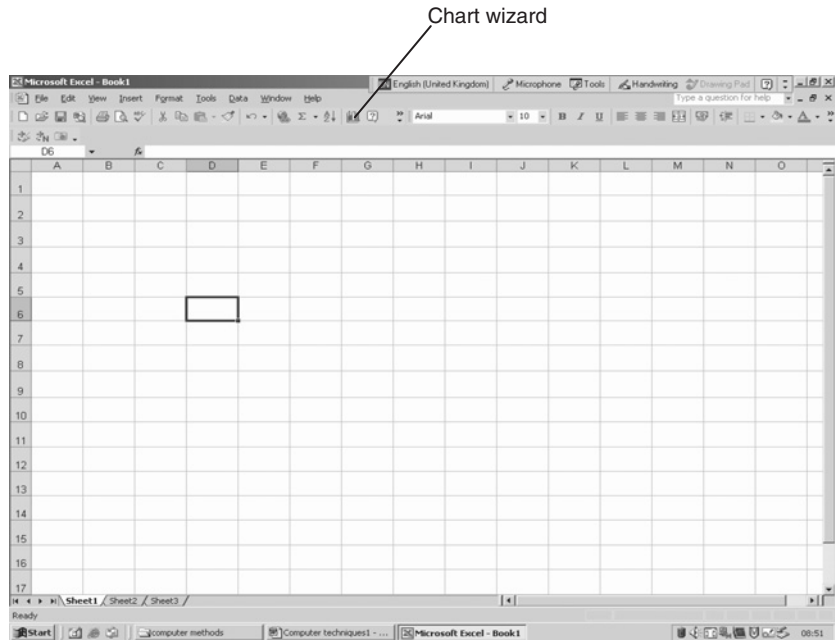 Chart wizard
Microsoft Excel - Book1
English (United Kingdom) Microphone Tools Handwriting Drawing Pad
File Edit View Insert Format Tools Data Window Help Type a question for help
Arial 10 B I U
D6 fx
A B C D E F G H I J K L M N O
1
2
3
4
5
6
7
8
9
10
11
12
13
14
15
16
17
Sheet1 Sheet2 Sheet3
Ready
Start computer methods Computer techniques1 - ... Microsoft Excel - Book1 08:51